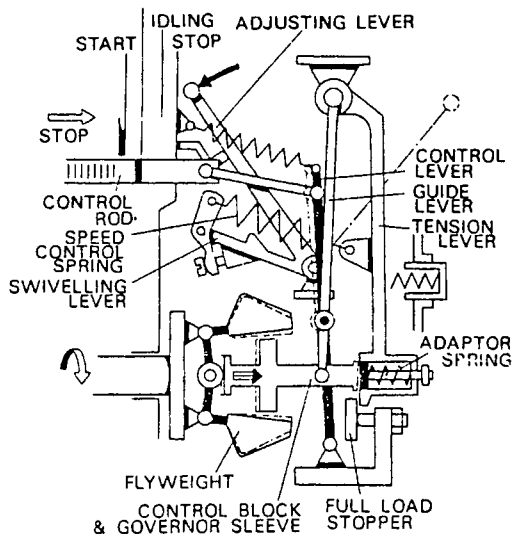 IDLING
START
STOP
ADJUSTING LEVER
STOP
CONTROL
LEVER
GUIDE
LEVER
TENSION
LEVER
CONTROL
ROD
SPEED
CONTROL
SPRING
SWIVELLING
LEVER
ADAPTOR
SPRING
FLYWEIGHT
CONTROL BLOCK
& GOVERNOR SLEEVE
FULL LOAD
STOPPER